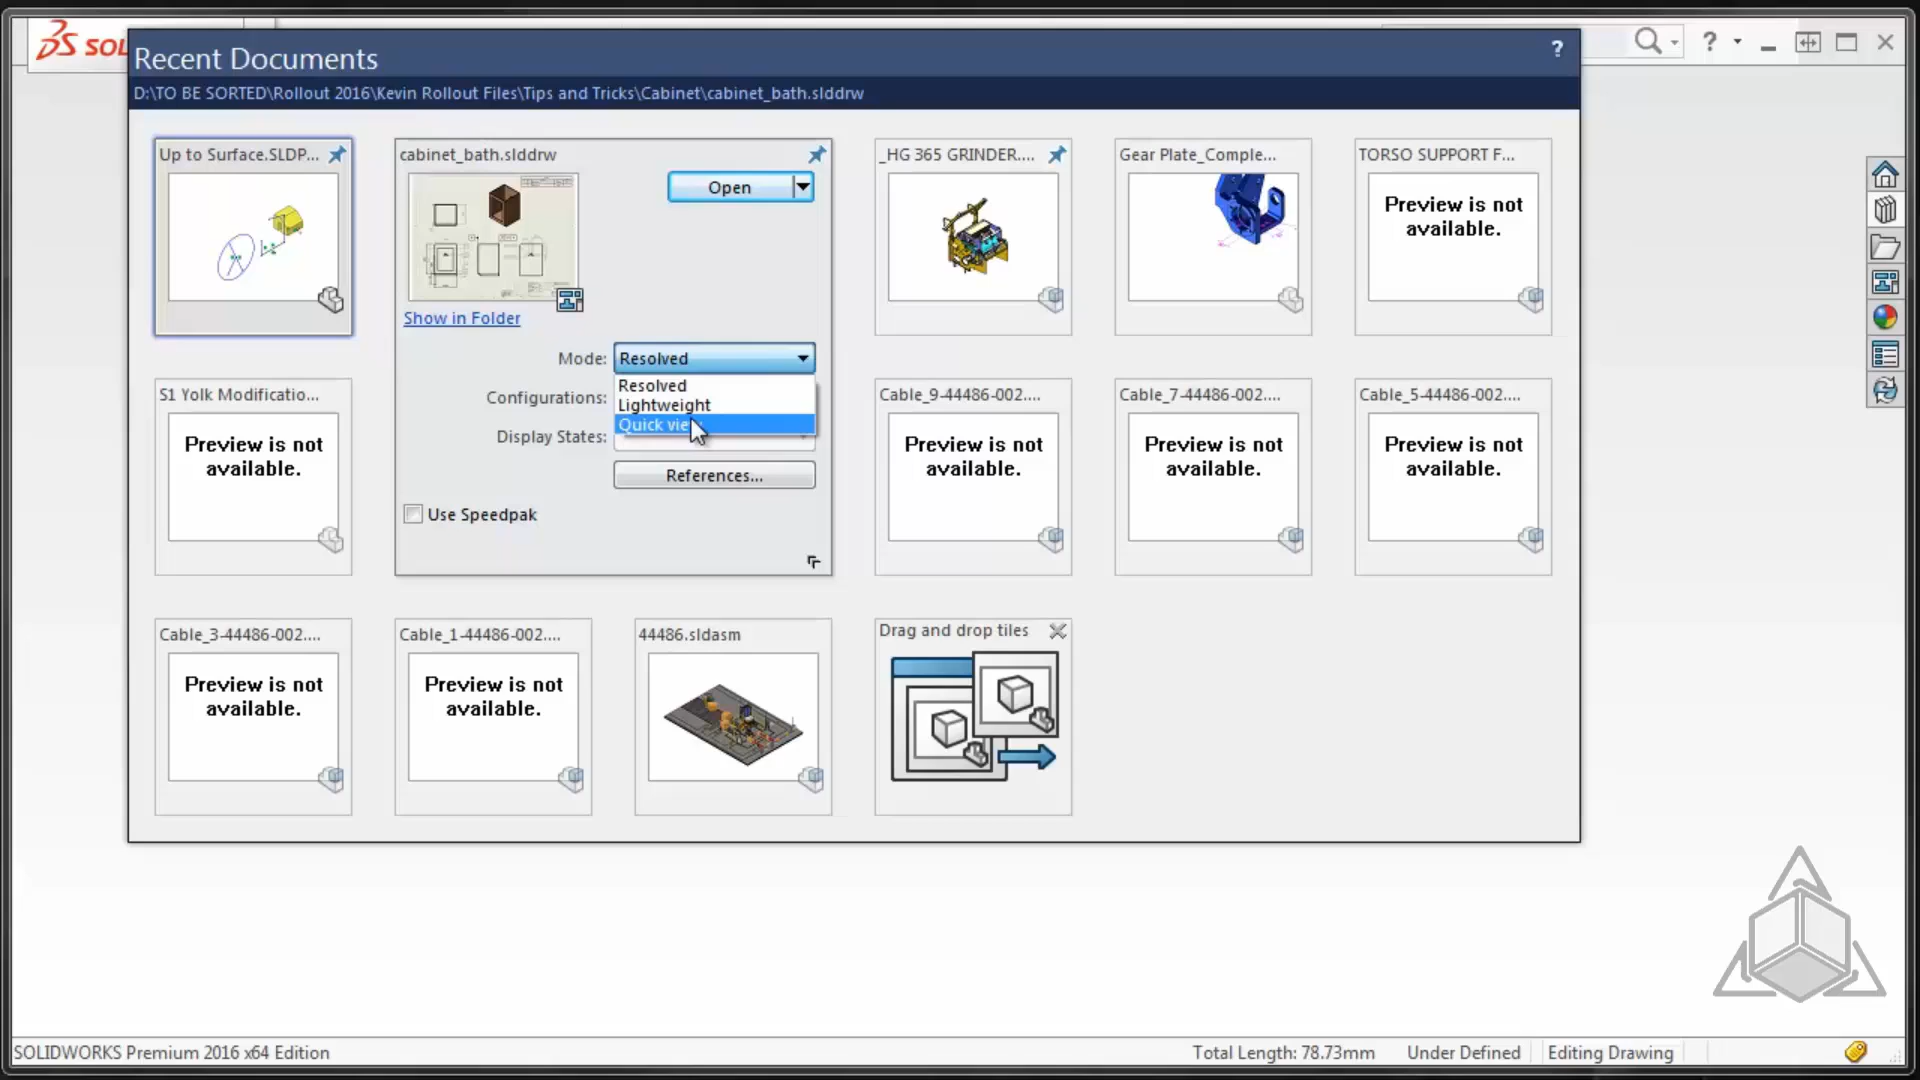 SOL
Recent Documents
?
?
D:\TO BE SORTED\Rollout 2016\Kevin Rollout Files\Tips and Tricks\Cabinet\cabinet_bath.slddrw
Up to Surface.SLDP...
cabinet_bath.slddrw
Open
Show in Folder
Mode:
Resolved
Resolved
Lightweight
Quick vie
Configurations:
Display States:
References...
Use Speedpak
_HG 365 GRINDER....
Gear Plate_Comple...
TORSO SUPPORT F...
Preview is not
available.
S1 Yolk Modificatio...
Preview is not
available.
Cable_9-44486-002....
Preview is not
available.
Cable_7-44486-002....
Preview is not
available.
Cable_5-44486-002....
Preview is not
available.
Cable_3-44486-002....
Preview is not
available.
Cable_1-44486-002....
Preview is not
available.
44486.sldasm
Drag and drop tiles
SOLIDWORKS Premium 2016 x64 Edition
Total Length: 78.73mm
Under Defined
Editing Drawing